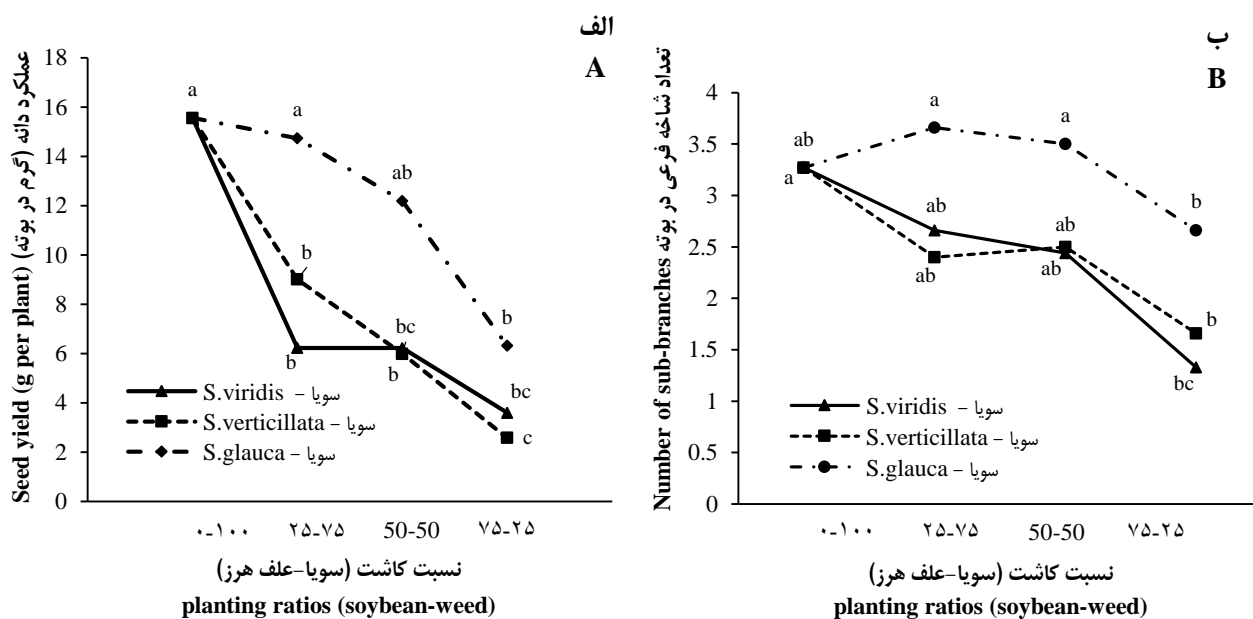 الف
A
عملکرد دانه (گرم در بوته)
Seed yield (g per plant)
18
16
14
12
10
8
6
4
2
0
a
a
ab
b
b
b
bc
b
bc
c
S.viridis – سویا
S.verticillata – سویا
S.glauca – سویا
۰-۱۰۰
۲۵-۷۵
50-50
۷۵-۲۵
نسبت کاشت (سویا-علف هرز)
planting ratios (soybean-weed)
ب
B
تعداد شاخه فرعی در بوته
Number of sub-branches
4
3.5
3
2.5
2
1.5
1
0.5
0
ab
a
a
a
b
ab
ab
ab
ab
b
bc
S.viridis – سویا
S.verticillata – سویا
S.glauca – سویا
۰-۱۰۰
۲۵-۷۵
50-50
۷۵-۲۵
نسبت کاشت (سویا-علف هرز)
planting ratios (soybean-weed)